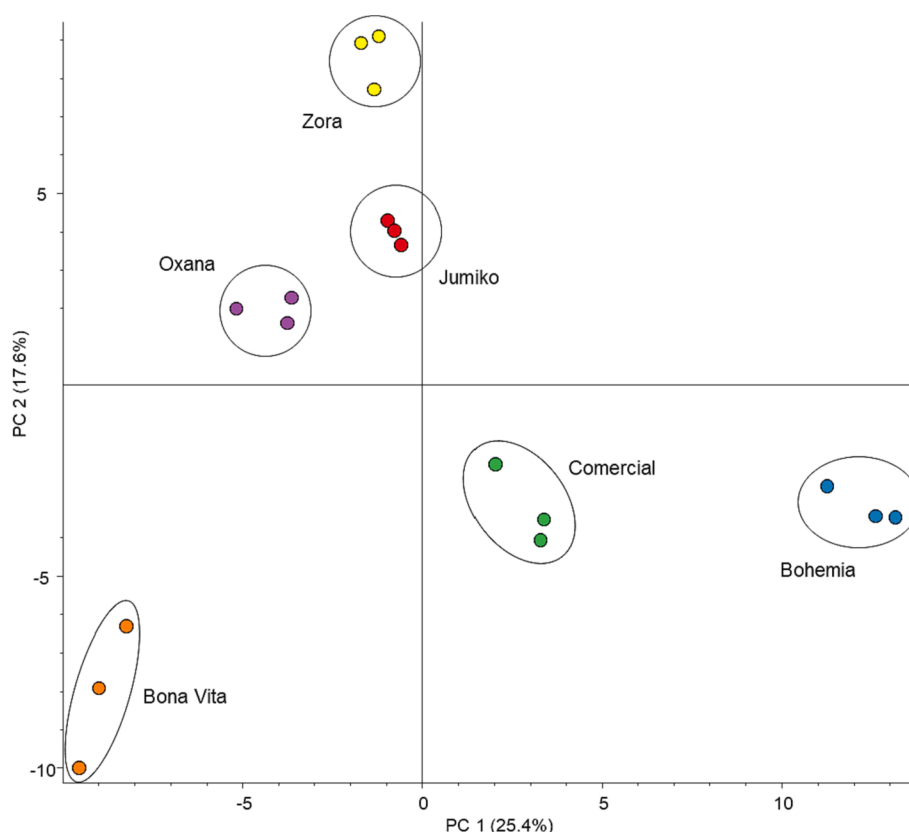 Zora
5
Oxana
Jumiko
PC 2 (17.6%)
Comercial
Bohemia
-5
Bona Vita
-10
-5
0
5
10
PC 1 (25.4%)